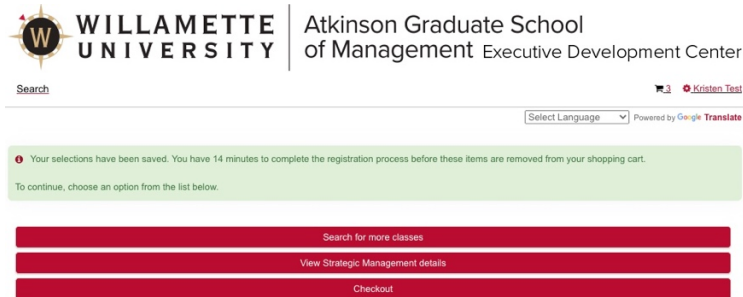 W WILLAMETTE UNIVERSITY
Atkinson Graduate School
of Management Executive Development Center
Search
3 Kristen Test
Select Language Powered by Google Translate
Your selections have been saved. You have 14 minutes to complete the registration process before these items are removed from your shopping cart.
To continue, choose an option from the list below.
Search for more classes
View Strategic Management details
Checkout